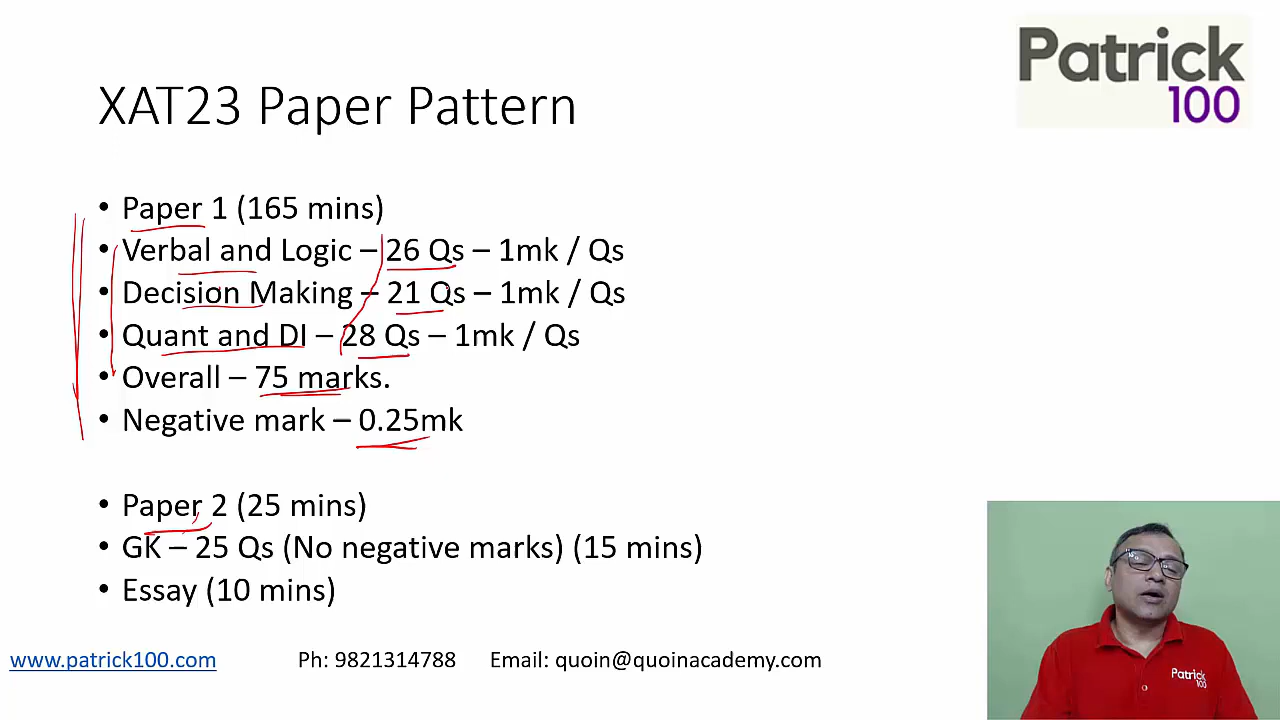 Patrick
100
XAT23 Paper Pattern
• Paper 1 (165 mins)
• Verbal and Logic – 26 Qs – 1mk / Qs
• Decision Making – 21 Qs – 1mk / Qs
• Quant and DI – 28 Qs – 1mk / Qs
• Overall – 75 marks.
• Negative mark – 0.25mk
• Paper 2 (25 mins)
• GK – 25 Qs (No negative marks) (15 mins)
• Essay (10 mins)
www.patrick100.com Ph: 9821314788 Email: quoin@quoinacademy.com
Patrick
100